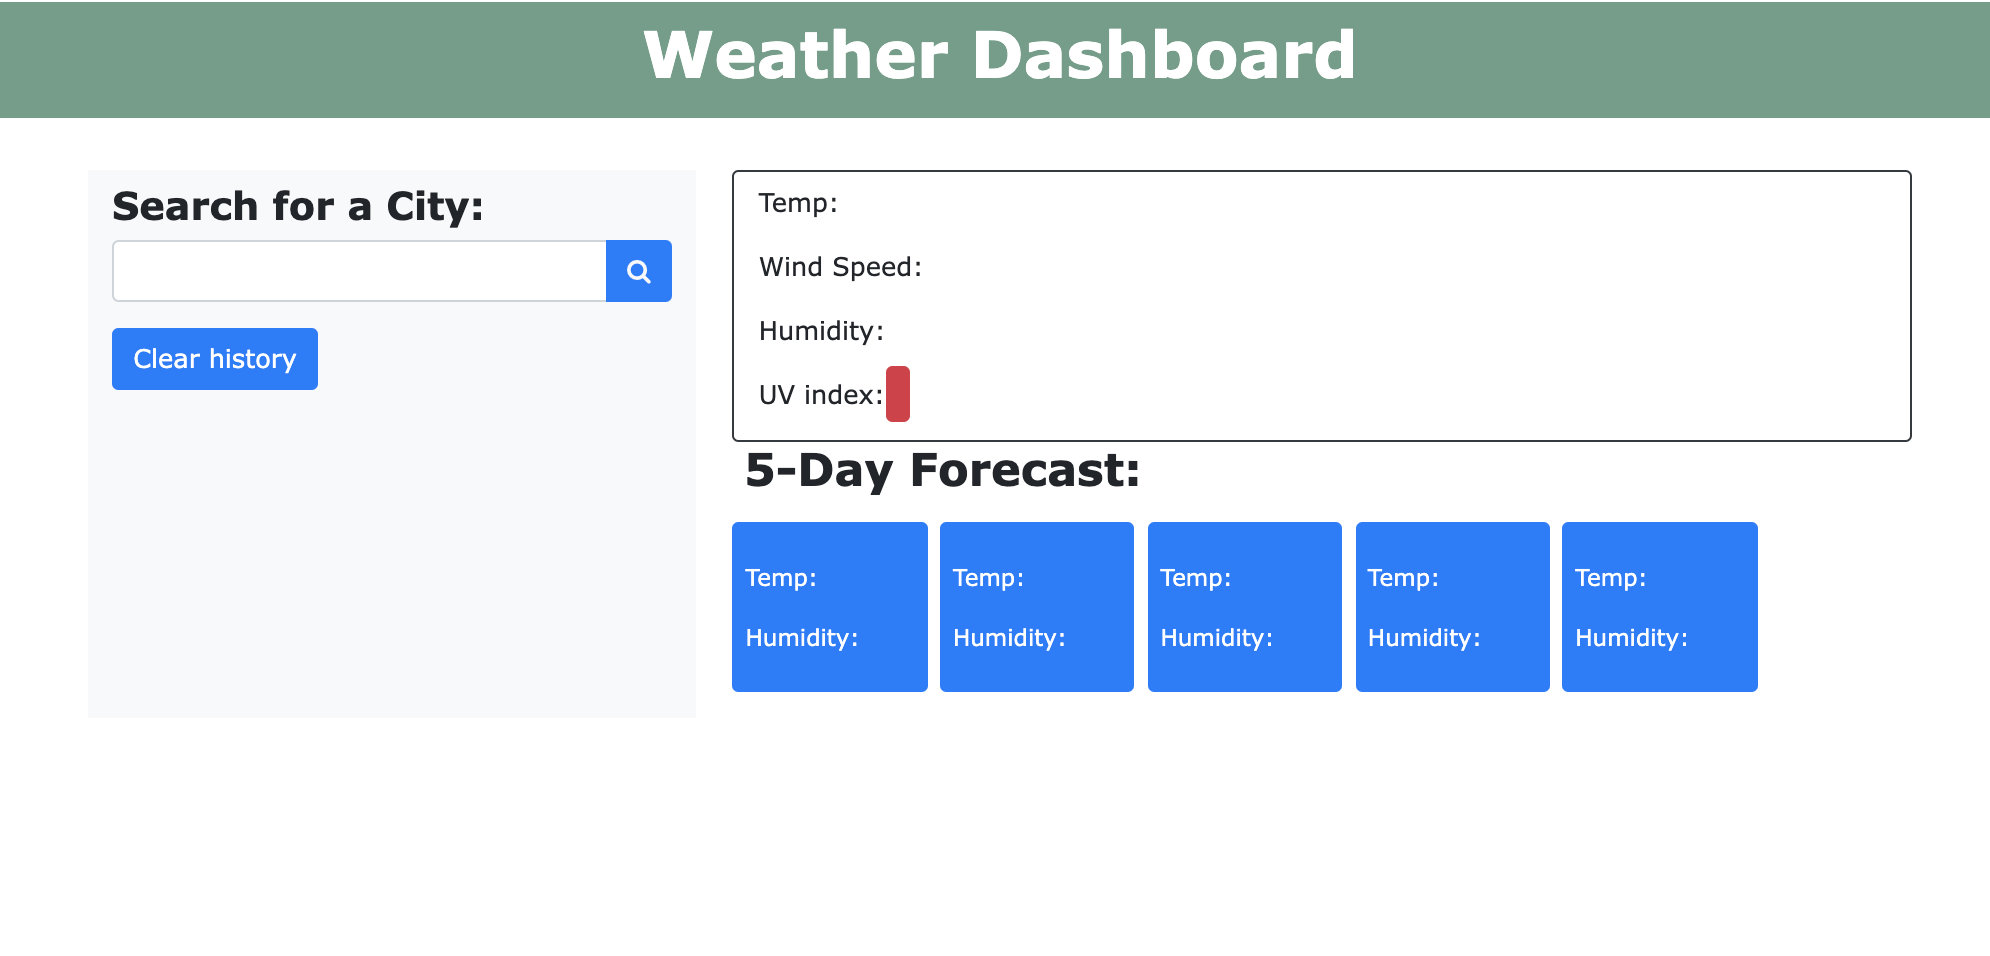 Weather Dashboard
Search for a City:
Clear history
Temp:
Wind Speed:
Humidity:
UV index:
5-Day Forecast:
Temp:
Humidity:
Temp:
Humidity:
Temp:
Humidity:
Temp:
Humidity:
Temp:
Humidity: